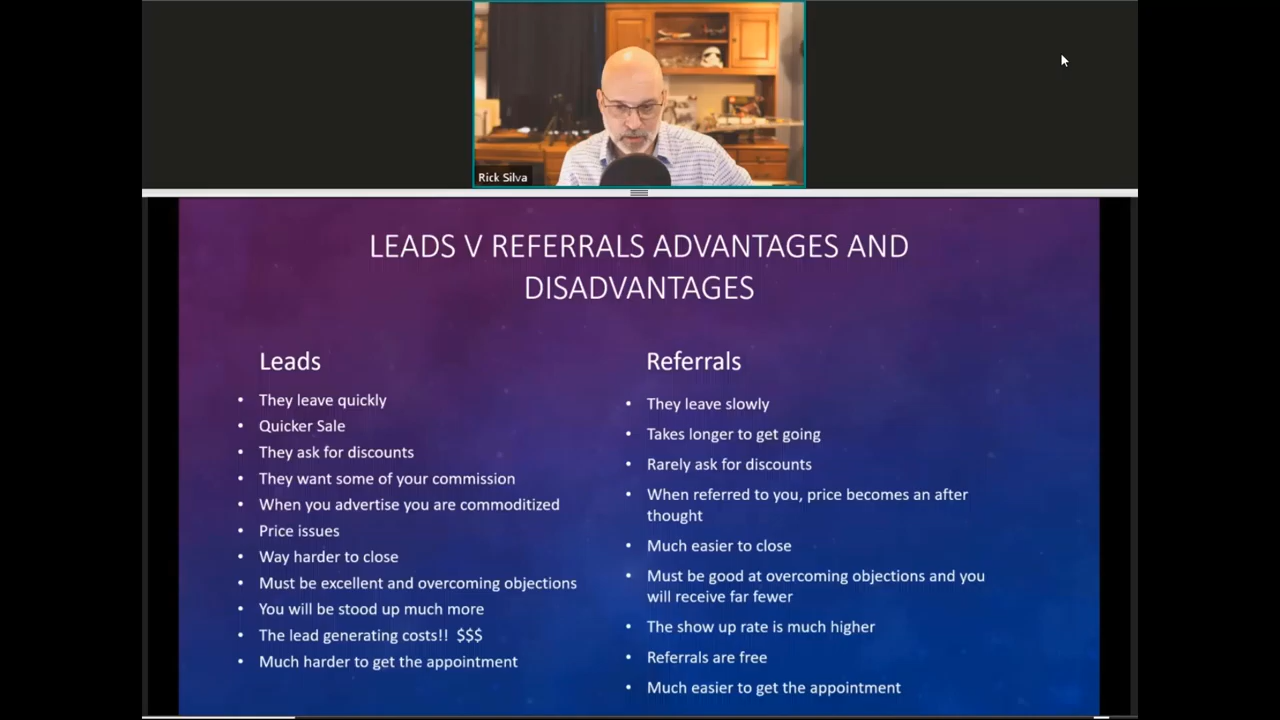 Rick Silva
LEADS V REFERRALS ADVANTAGES AND
DISADVANTAGES
Leads
• They leave quickly
• Quicker Sale
• They ask for discounts
• They want some of your commission
• When you advertise you are commoditized
• Price issues
• Way harder to close
• Must be excellent and overcoming objections
• You will be stood up much more
• The lead generating costs!! $$$
• Much harder to get the appointment
Referrals
• They leave slowly
• Takes longer to get going
• Rarely ask for discounts
• When referred to you, price becomes an after
thought
• Much easier to close
• Must be good at overcoming objections and you
will receive far fewer
• The show up rate is much higher
• Referrals are free
• Much easier to get the appointment